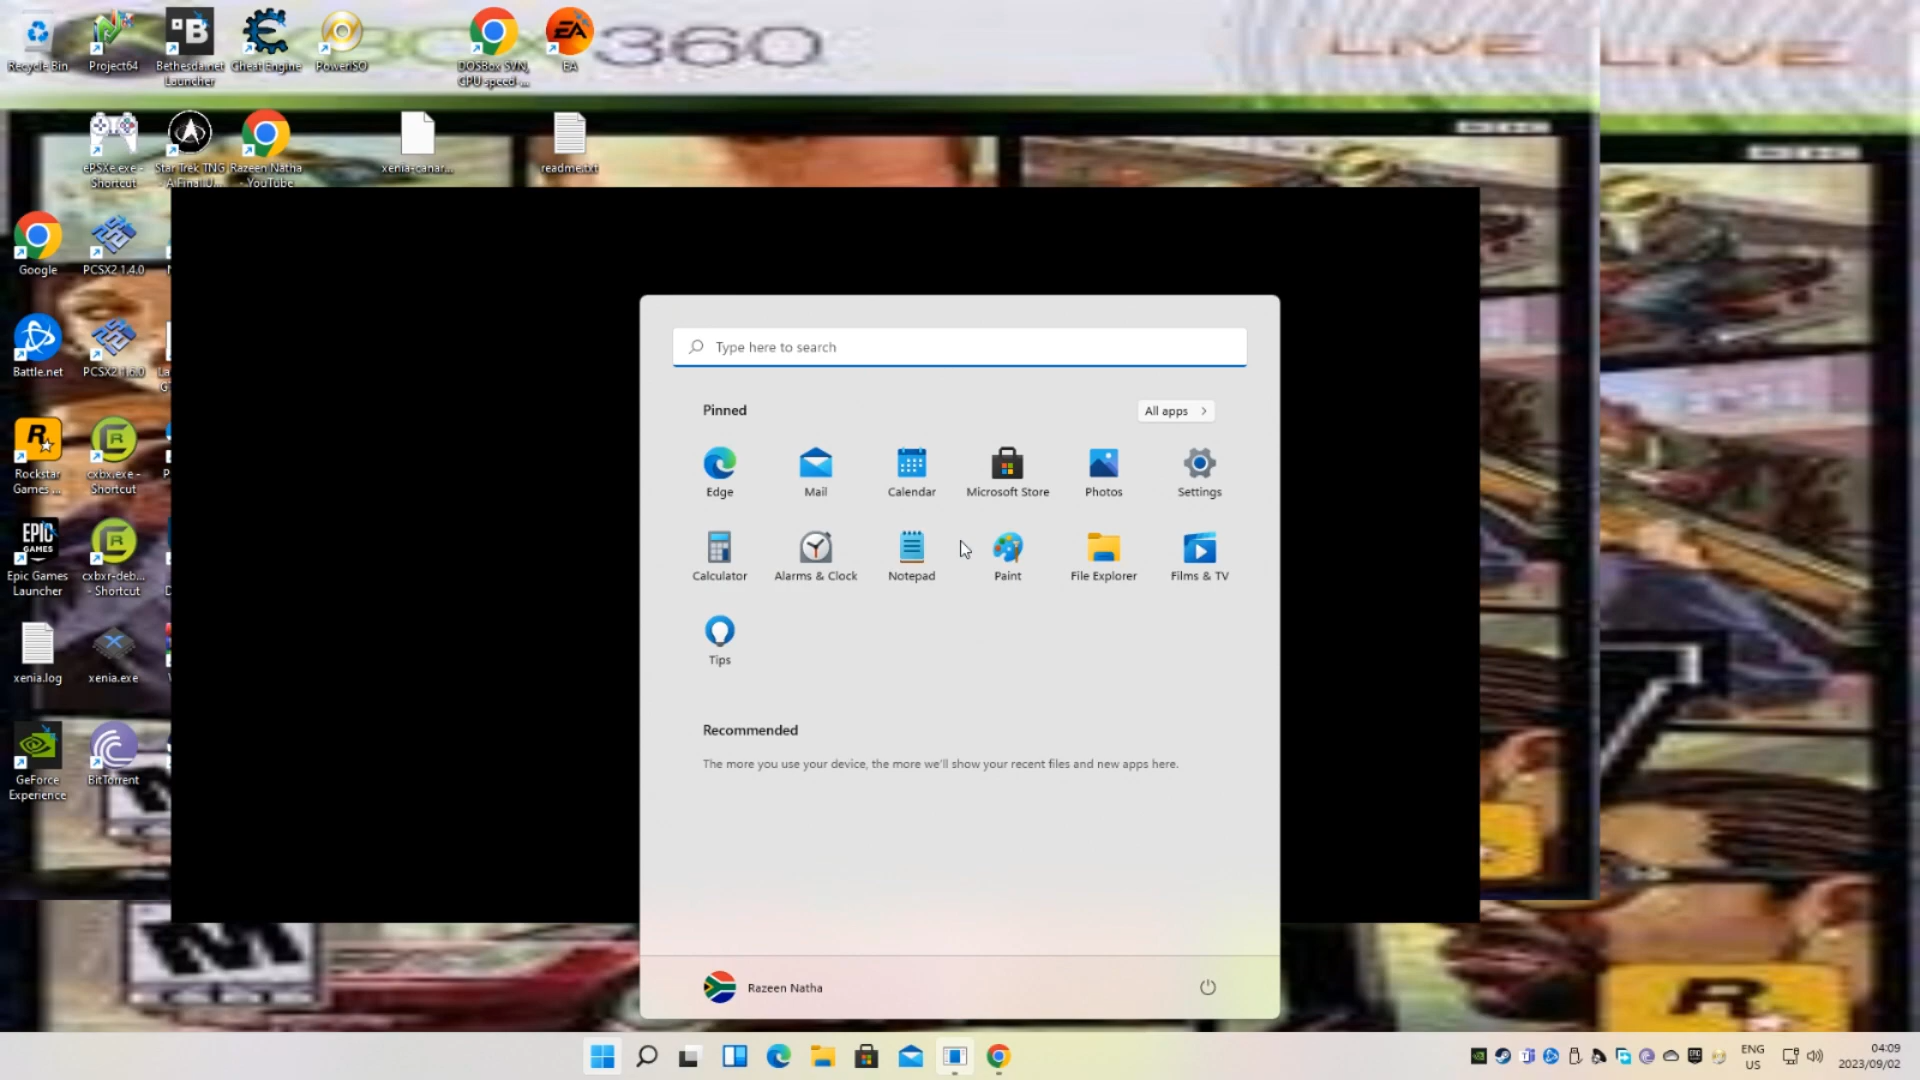 XBOX 360
LIVE
LIVE
Recycle Bin
Project64
Bethesda.net
Launcher
Cheat Engine
PowerISO
DOSBox SVN,
CPU speed-...
EA
ePSXe.exe -
Shortcut
Star Trek TNG
- A Final U...
Razeen Natha
- YouTube
xenia-canar...
readme.txt
Google
PCSX2 1.4.0
Battle.net
PCSX2 1.6.0
Rockstar
Games ...
cxbx.exe -
Shortcut
EPIC
GAMES
Epic Games
Launcher
cxbxr-deb...
- Shortcut
xenia.log
xenia.exe
GeForce
Experience
BitTorrent
Type here to search
Pinned
All apps
Edge
Mail
Calendar
Microsoft Store
Photos
Settings
Calculator
Alarms & Clock
Notepad
Paint
File Explorer
Films & TV
Tips
Recommended
The more you use your device, the more we'll show your recent files and new apps here.
Razeen Natha
ENG
US
04:09
2023/09/02